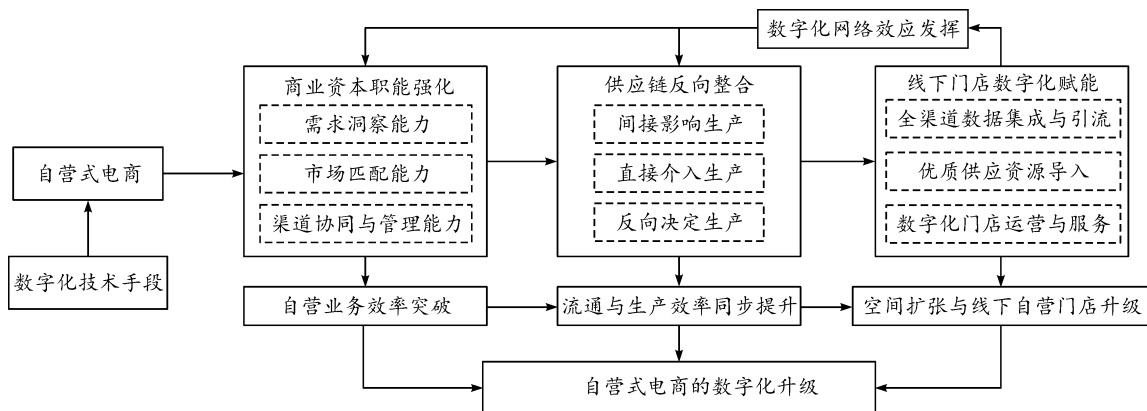 数字化网络效应发挥
商业资本职能强化
需求洞察能力
市场匹配能力
渠道协同与管理能力
供应链反向整合
间接影响生产
直接介入生产
反向决定生产
线下门店数字化赋能
全渠道数据集成与引流
优质供应资源导入
数字化门店运营与服务
自营式电商
数字化技术手段
自营业务效率突破
流通与生产效率同步提升
空间扩张与线下自营门店升级
自营式电商的数字化升级